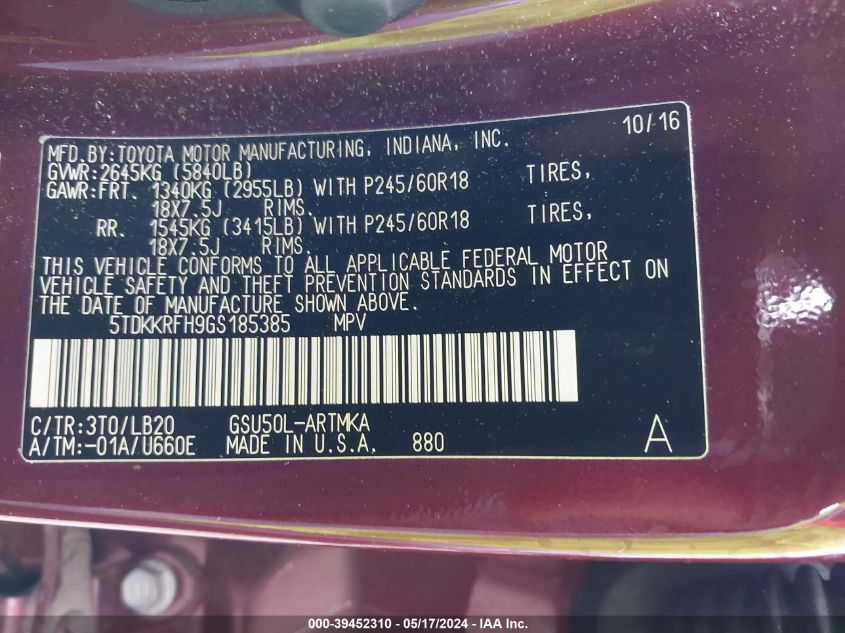 10/16
MFD.BY:TOYOTA MOTOR MANUFACTURING, INDIANA, INC.
GVWR:2645KG (5840LB)
GAWR:FRT. 1340KG (2955LB) WITH P245/60R18 TIRES,
18X7.5J RIMS.
RR. 1545KG (3415LB) WITH P245/60R18 TIRES,
18X7.5J RIMS.
THIS VEHICLE CONFORMS TO ALL APPLICABLE FEDERAL MOTOR
VEHICLE SAFETY AND THEFT PREVENTION STANDARDS IN EFFECT ON
THE DATE OF MANUFACTURE SHOWN ABOVE.
5TDKKRFH9GS185385 MPV
C/TR:3T0/LB20 GSU50L-ARTMKA
A/TM:-01A/U660E MADE IN U.S.A. 880 A
000-39452310 - 05/17/2024 - IAA Inc.